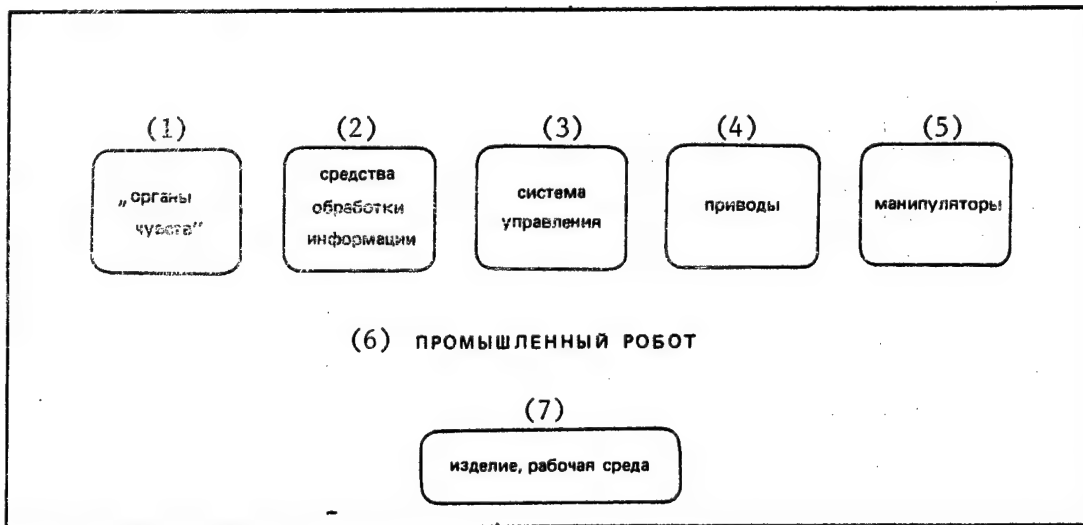 (1) (2) (3) (4) (5)
„органы
чувств"
средства
обработки
информации
система
управления
приводы
манипуляторы
(6) ПРОМЫШЛЕННЫЙ РОБОТ
(7)
изделие, рабочая среда